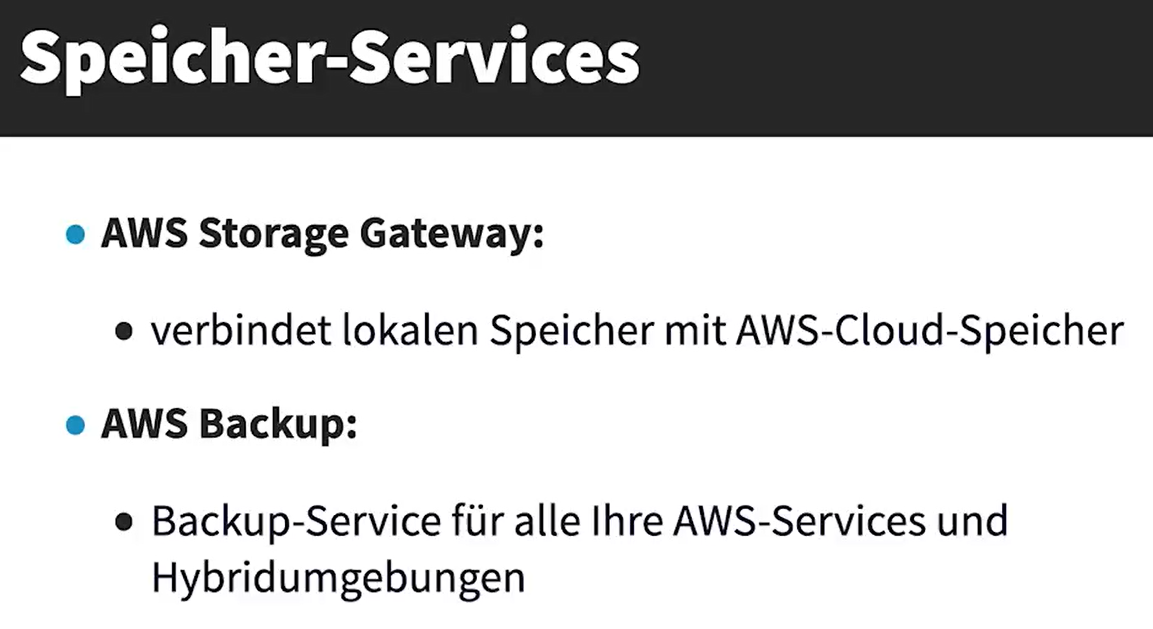 Speicher-Services
AWS Storage Gateway:
verbindet lokalen Speicher mit AWS-Cloud-Speicher
AWS Backup:
Backup-Service für alle Ihre AWS-Services und
Hybridumgebungen